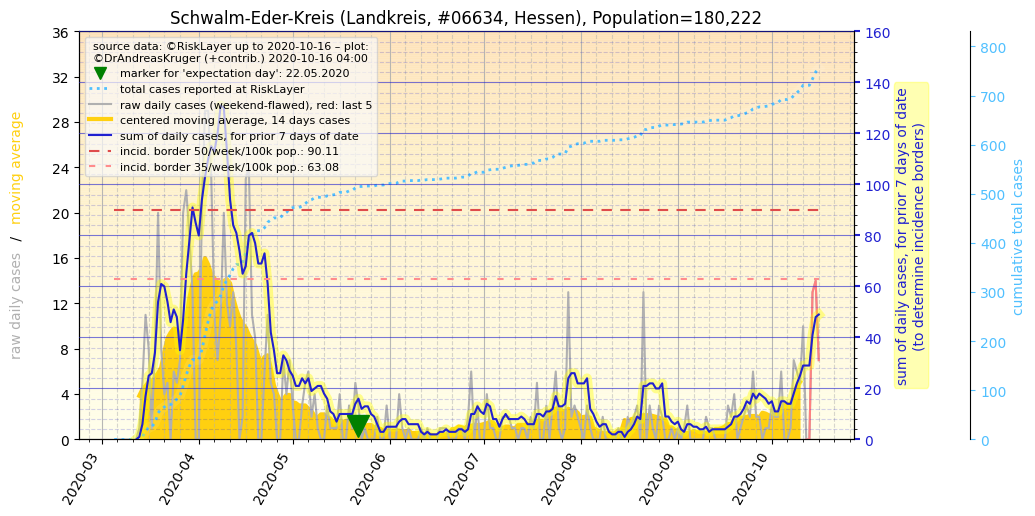 Schwalm-Eder-Kreis (Landkreis, #06634, Hessen), Population=180,222
source data: ©RiskLayer up to 2020-10-16 – plot:
©DrAndreasKruger (+contrib.) 2020-10-16 04:00
marker for 'expectation day': 22.05.2020
total cases reported at RiskLayer
raw daily cases (weekend-flawed), red: last 5
centered moving average, 14 days cases
sum of daily cases, for prior 7 days of date
incid. border 50/week/100k pop.: 90.11
incid. border 35/week/100k pop.: 63.08
raw daily cases / moving average
36
32
28
24
20
16
12
8
4
0
160
140
120
100
80
60
40
20
0
sum of daily cases, for prior 7 days of date
(to determine incidence borders)
800
700
600
500
400
300
200
100
0
cumulative total cases
2020-03
2020-04
2020-05
2020-06
2020-07
2020-08
2020-09
2020-10